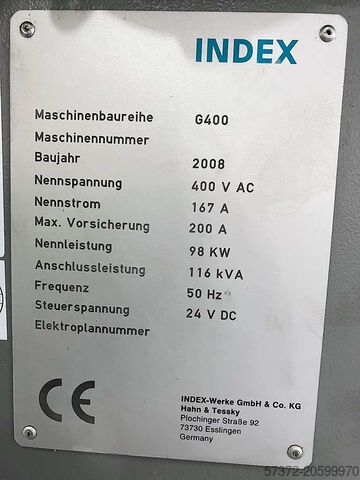 INDEX
Maschinenbaureihe G400
Maschinennummer
Baujahr 2008
Nennspannung 400 V AC
Nennstrom 167 A
Max. Vorsicherung 200 A
Nennleistung 98 KW
Anschlussleistung 116 kVA
Frequenz 50 Hz
Steuerspannung 24 V DC
Elektroplannummer
CE
INDEX-Werke GmbH & Co. KG
Hahn & Tessky
Plochinger Straße 92
73730 Esslingen
Germany
57372-20599970